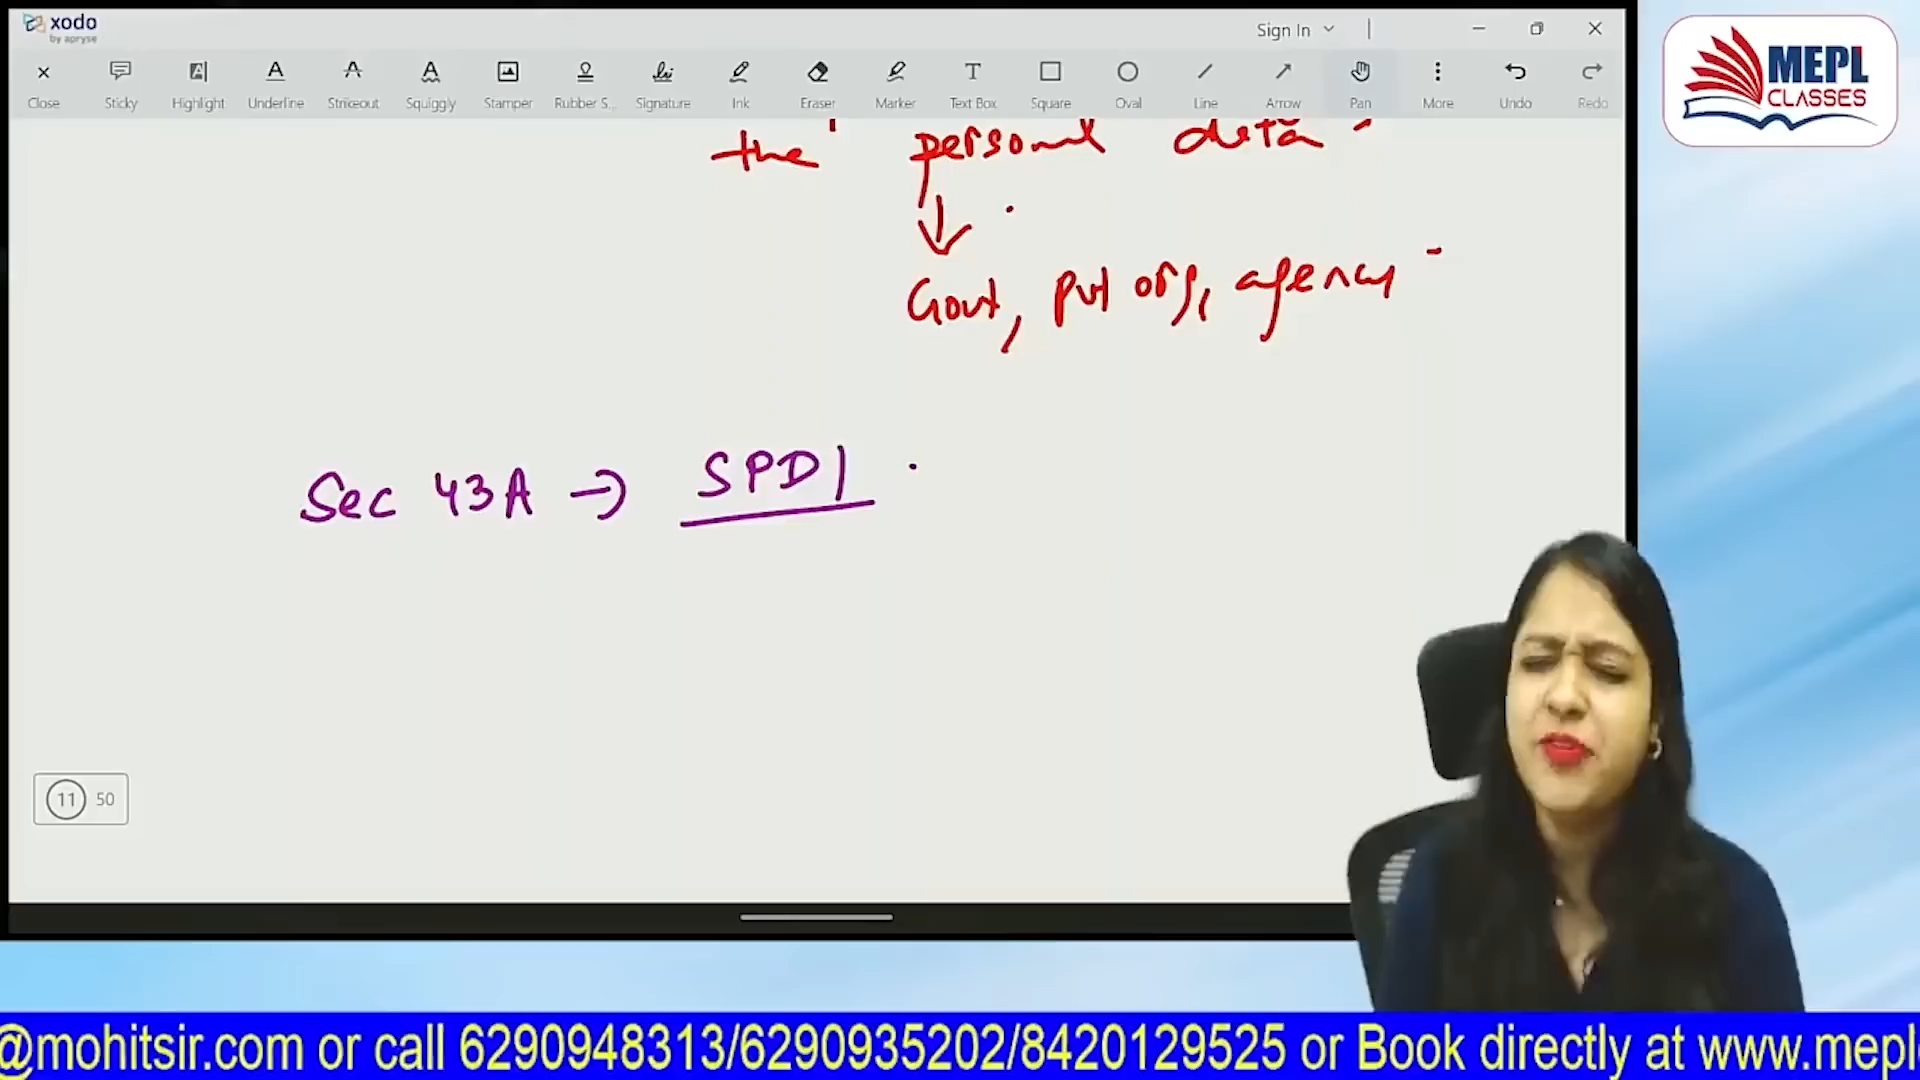 xodo
by apryse
Sign In
Close Sticky Highlight Underline Strikeout Squiggly Stamper Rubber S... Signature Ink Eraser Marker Text Box Square Oval Line Arrow Pan More Undo Redo
MEPL
CLASSES
the personal data
Govt, Pvt org, agency
Sec 43A → SPDI
11 50
@mohitsir.com or call 6290948313/6290935202/8420129525 or Book directly at www.mepl